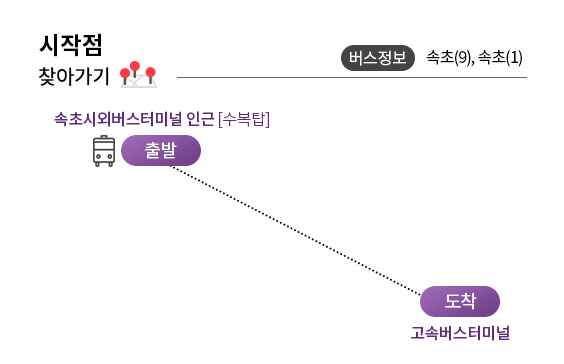 시작점
찾아가기
버스정보 속초(9), 속초(1)
속초시외버스터미널 인근 [수복탑]
출발
도착
고속버스터미널